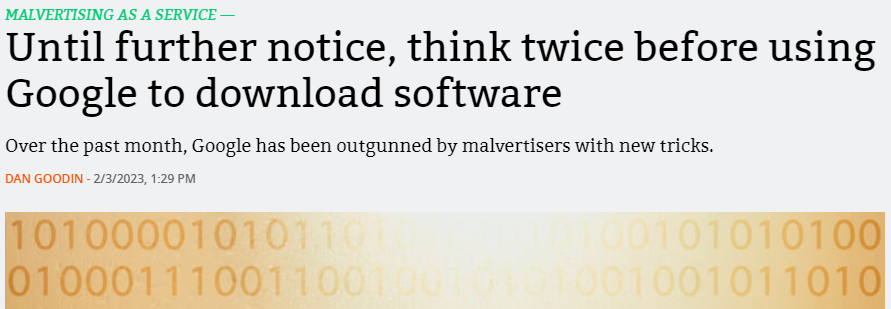 MALVERTISING AS A SERVICE —
Until further notice, think twice before using
Google to download software
Over the past month, Google has been outgunned by malvertisers with new tricks.
DAN GOODIN - 2/3/2023, 1:29 PM